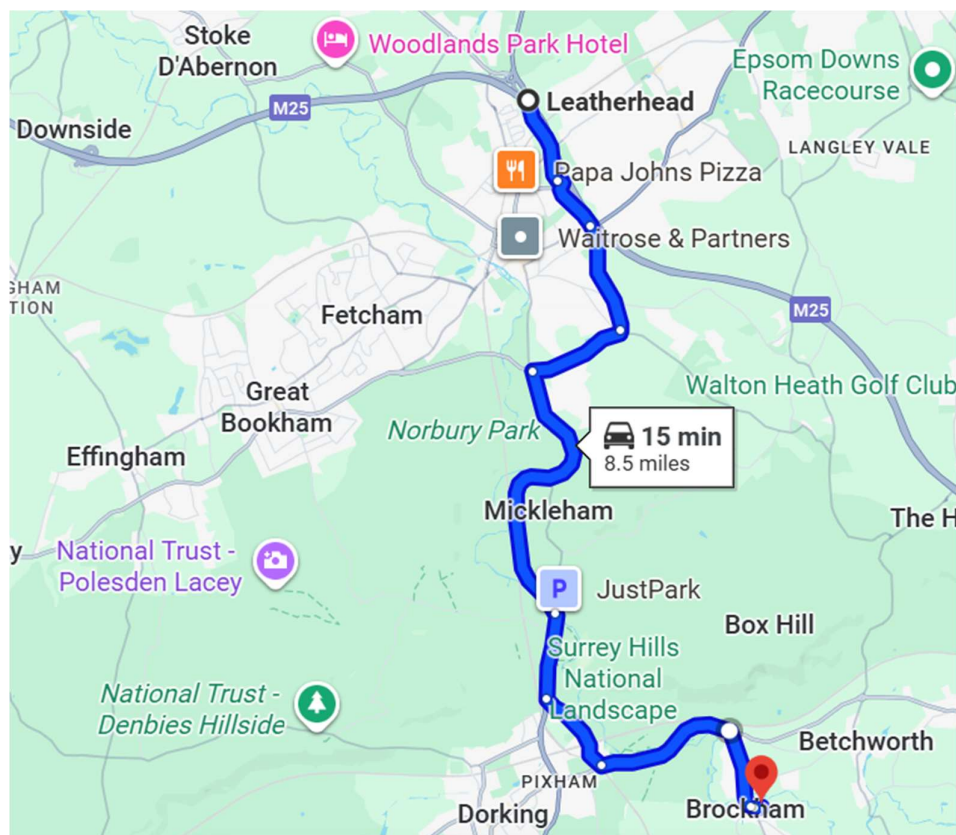 Stoke
D'Abernon
Woodlands Park Hotel
Epsom Downs
Racecourse
M25
Leatherhead
Downside
LANGLEY VALE
Papa Johns Pizza
Waitrose & Partners
GHAM
TION
Fetcham
M25
Great
Bookham
Walton Heath Golf Club
Norbury Park
15 min
8.5 miles
Effingham
Mickleham
The H
y
National Trust -
Polesden Lacey
P
JustPark
Box Hill
Surrey Hills
National
Landscape
National Trust -
Denbies Hillside
Betchworth
PIXHAM
Dorking
Brockham